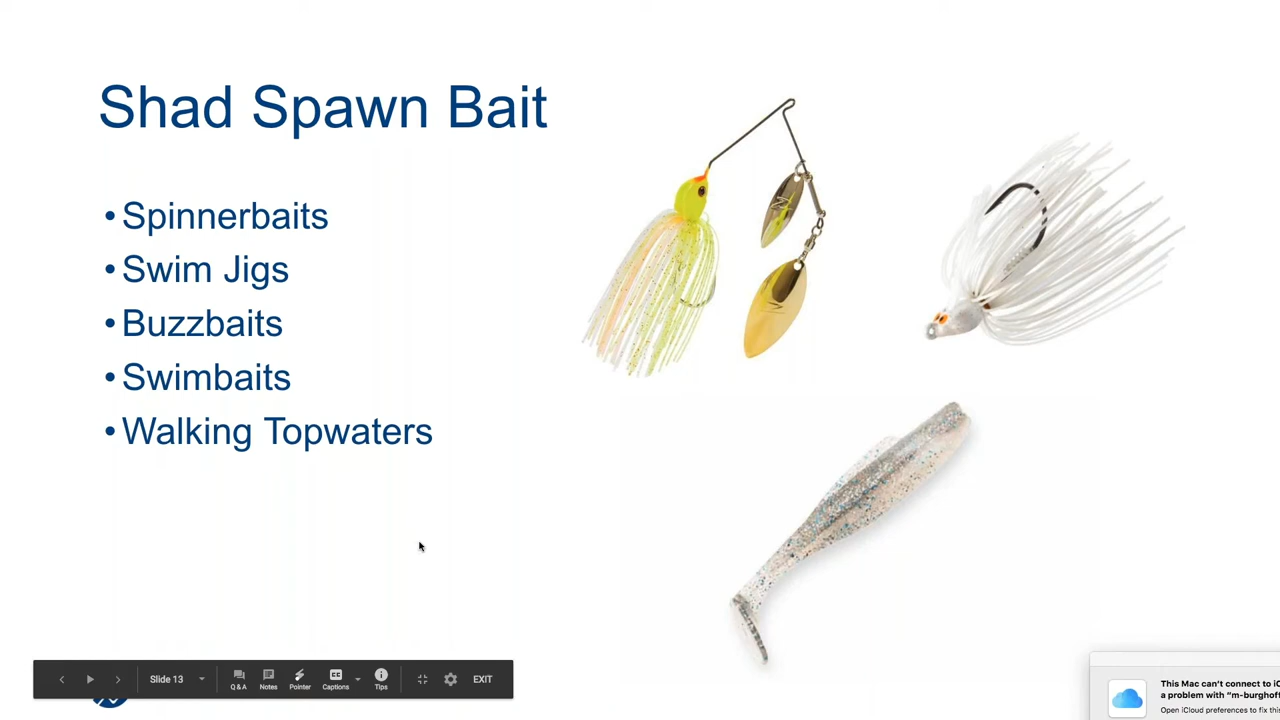 Shad Spawn Bait
• Spinnerbaits
• Swim Jigs
• Buzzbaits
• Swimbaits
• Walking Topwaters
Slide 13
Q & A
Notes
Pointer
Captions
Tips
EXIT
This Mac can't connect to iC
a problem with "m-burghoff
Open iCloud preferences to fix this